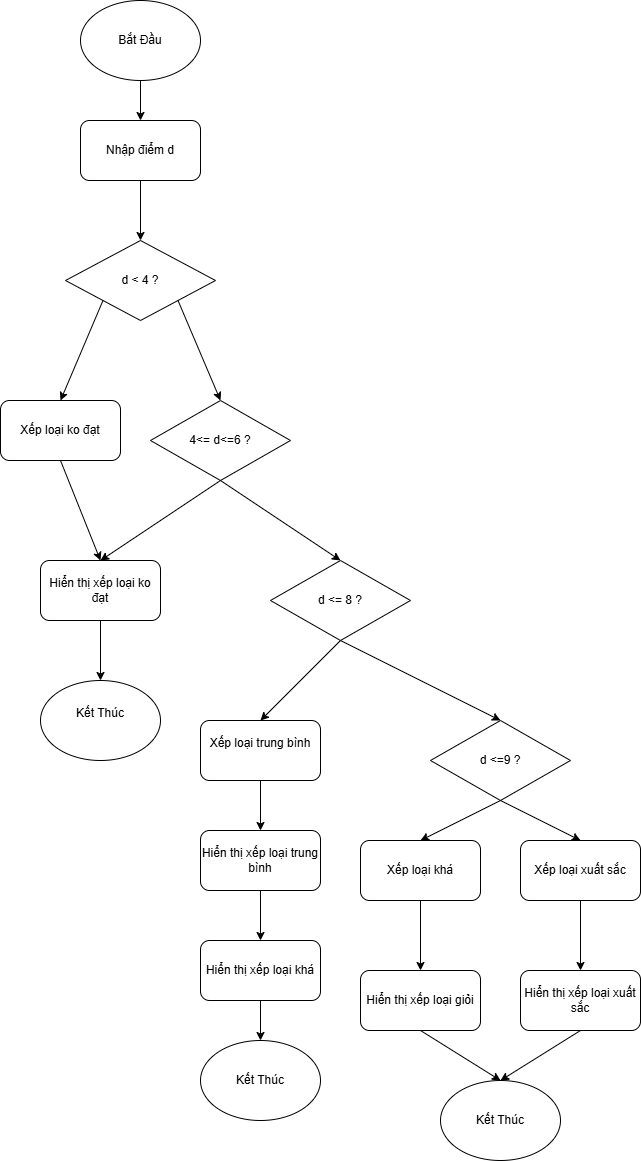 Bắt Đầu
Nhập điểm d
d < 4 ?
Xếp loại ko đạt
4<= d<=6 ?
Hiển thị xếp loại ko
đạt
d <= 8 ?
Kết Thúc
Xếp loại trung bình
d <=9 ?
Hiển thị xếp loại trung
bình
Xếp loại khá
Xếp loại xuất sắc
Hiển thị xếp loại khá
Hiển thị xếp loại giỏi
Hiển thị xếp loại xuất
sắc
Kết Thúc
Kết Thúc